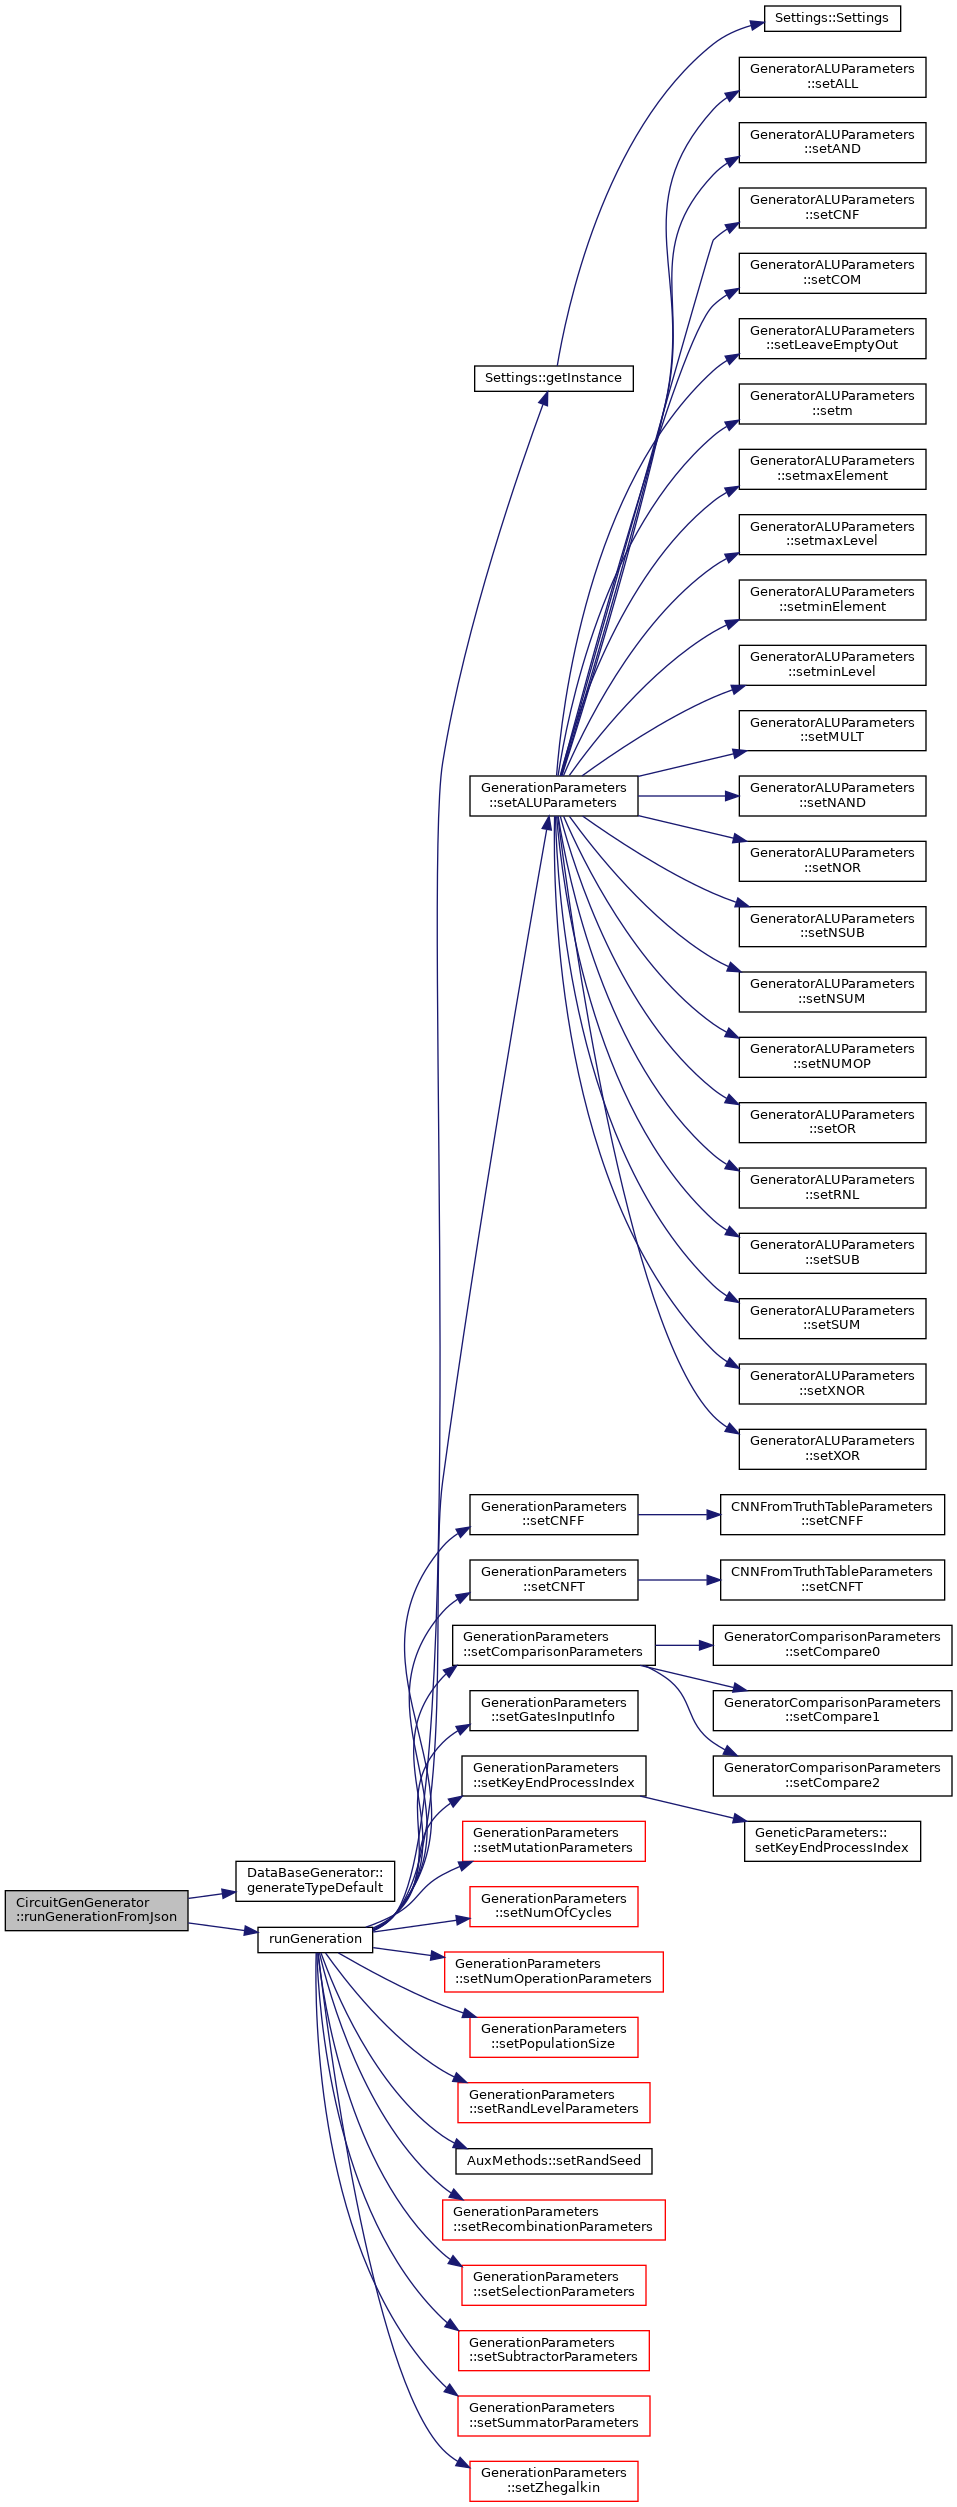 Settings::Settings
GeneratorALUParameters
::setALL
GeneratorALUParameters
::setAND
GeneratorALUParameters
::setCNF
GeneratorALUParameters
::setCOM
GeneratorALUParameters
::setLeaveEmptyOut
Settings::getInstance
GeneratorALUParameters
::setm
GeneratorALUParameters
::setmaxElement
GeneratorALUParameters
::setmaxLevel
GeneratorALUParameters
::setminElement
GeneratorALUParameters
::setminLevel
GeneratorALUParameters
::setMULT
GenerationParameters
::setALUParameters
GeneratorALUParameters
::setNAND
GeneratorALUParameters
::setNOR
GeneratorALUParameters
::setNSUB
GeneratorALUParameters
::setNSUM
GeneratorALUParameters
::setNUMOP
GeneratorALUParameters
::setOR
GeneratorALUParameters
::setRNL
GeneratorALUParameters
::setSUB
GeneratorALUParameters
::setSUM
GeneratorALUParameters
::setXNOR
GeneratorALUParameters
::setXOR
GenerationParameters
::setCNFF
CNNFromTruthTableParameters
::setCNFF
GenerationParameters
::setCNFT
CNNFromTruthTableParameters
::setCNFT
GenerationParameters
::setComparisonParameters
GeneratorComparisonParameters
::setCompare0
GeneratorComparisonParameters
::setCompare1
GenerationParameters
::setGatesInputInfo
GeneratorComparisonParameters
::setCompare2
GenerationParameters
::setKeyEndProcessIndex
GeneticParameters::
setKeyEndProcessIndex
GenerationParameters
::setMutationParameters
DataBaseGenerator::
generateTypeDefault
CircuitGenGenerator
::runGenerationFromJson
runGeneration
GenerationParameters
::setNumOfCycles
GenerationParameters
::setNumOperationParameters
GenerationParameters
::setPopulationSize
GenerationParameters
::setRandLevelParameters
AuxMethods::setRandSeed
GenerationParameters
::setRecombinationParameters
GenerationParameters
::setSelectionParameters
GenerationParameters
::setSubtractorParameters
GenerationParameters
::setSummatorParameters
GenerationParameters
::setZhegalkin